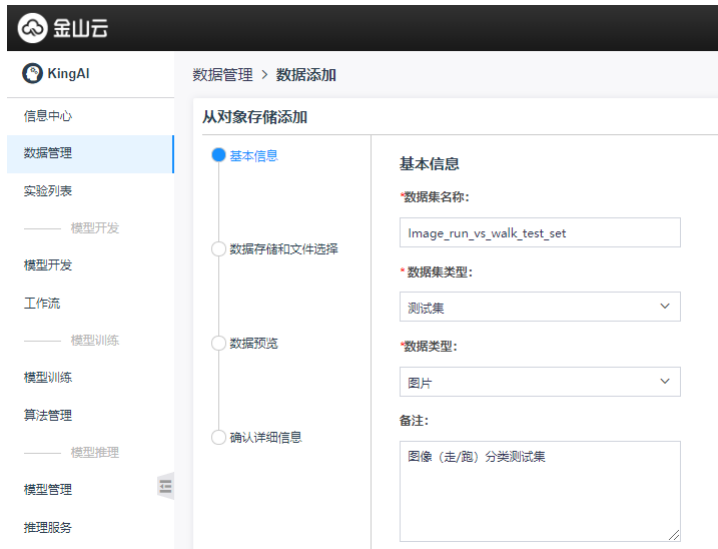 金山云
KingAI
信息中心
数据管理
实验列表
模型开发
模型开发
工作流
模型训练
模型训练
算法管理
模型推理
模型管理
推理服务
数据管理 > 数据添加
从对象存储添加
基本信息
数据存储和文件选择
数据预览
确认详细信息
基本信息
*数据集名称：
Image_run_vs_walk_test_set
*数据集类型：
测试集
*数据类型：
图片
备注：
图像（走/跑）分类测试集